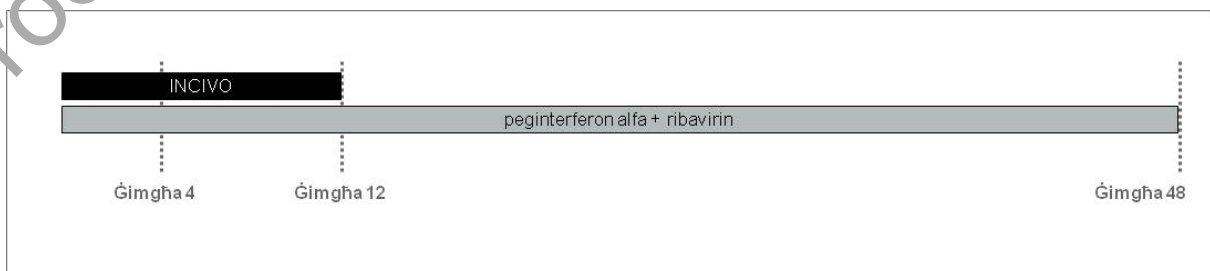 INCIVO
peginterferon alfa + ribavirin
Ġimgħa 4 Ġimgħa 12 Ġimgħa 48